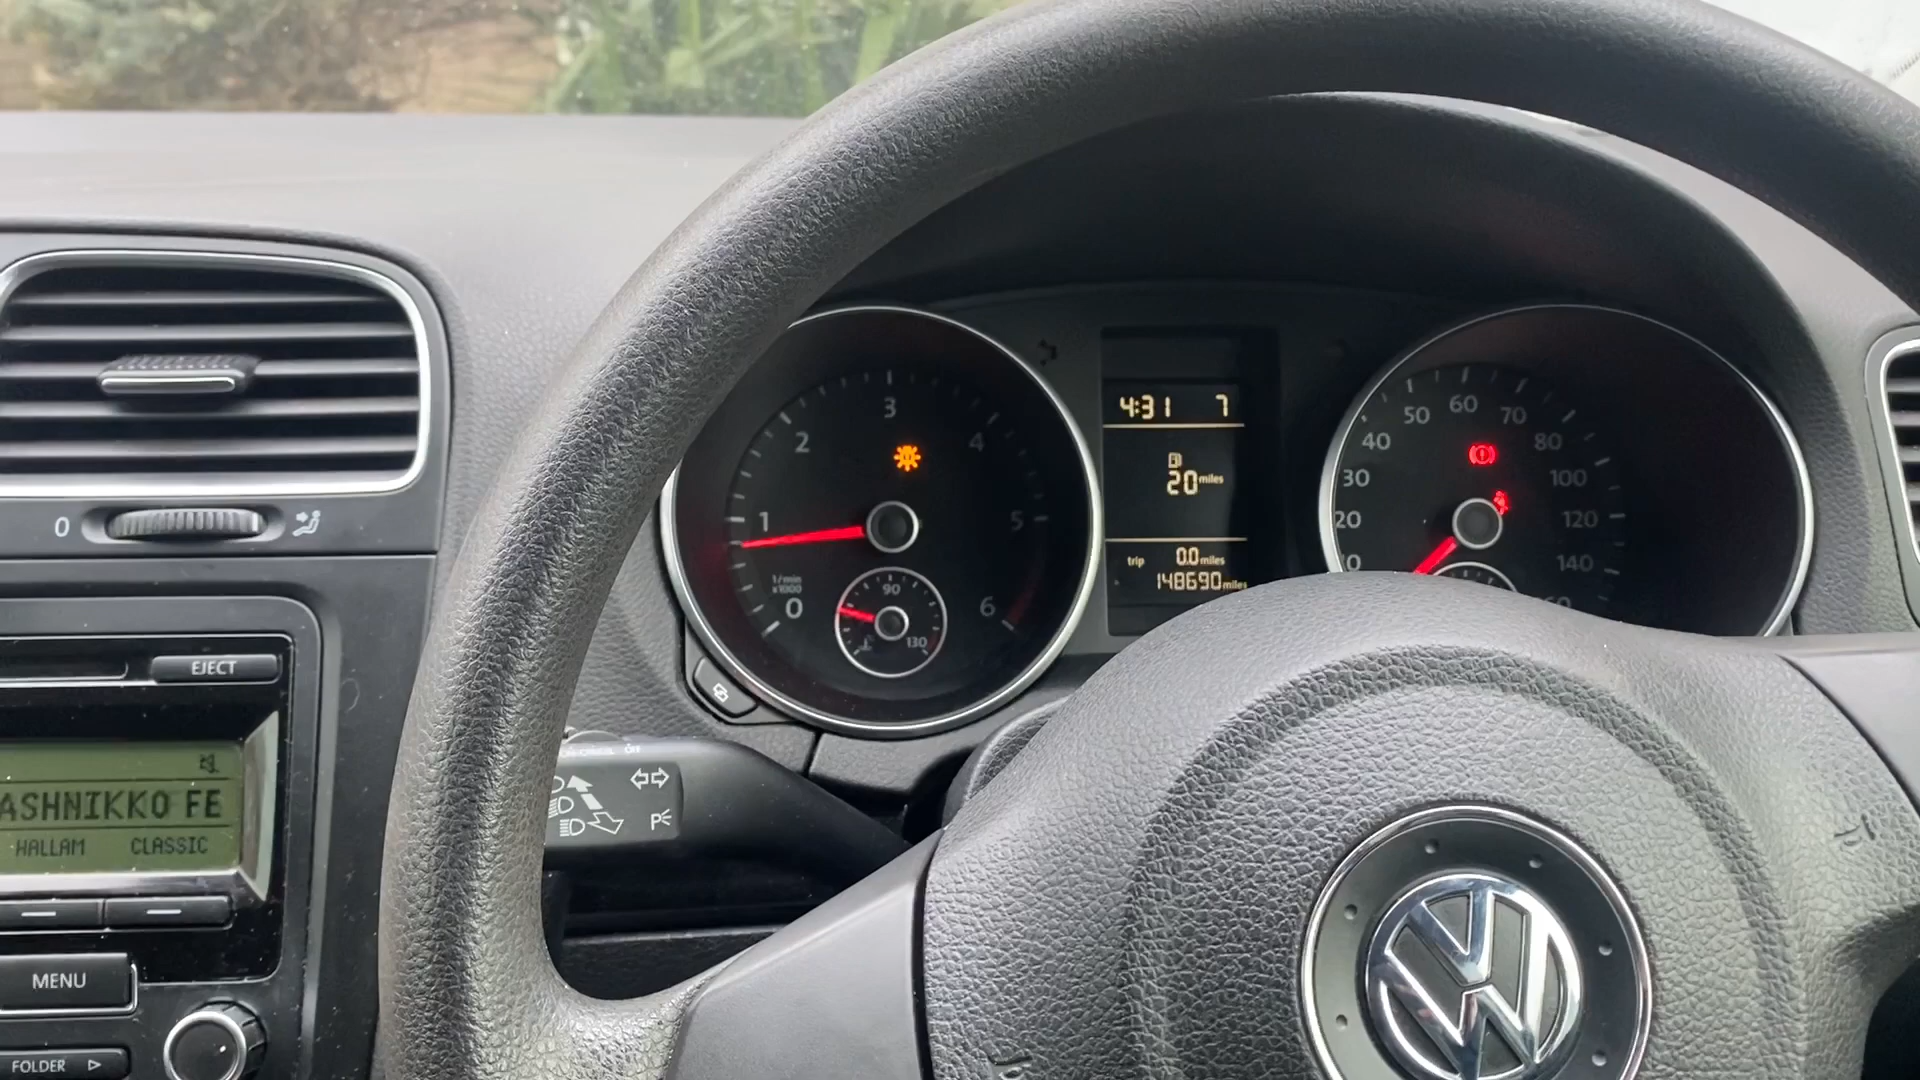 0
EJECT
ASHNIKKO FE
HALLAM CLASSIC
MENU
FOLDER
OFF
P
0
1
2
3
4
5
6
1/min
x1000
90
130
4:31 7
20 miles
trip 0.0 miles
148690 miles
20
30
40
50
60
70
80
100
120
140